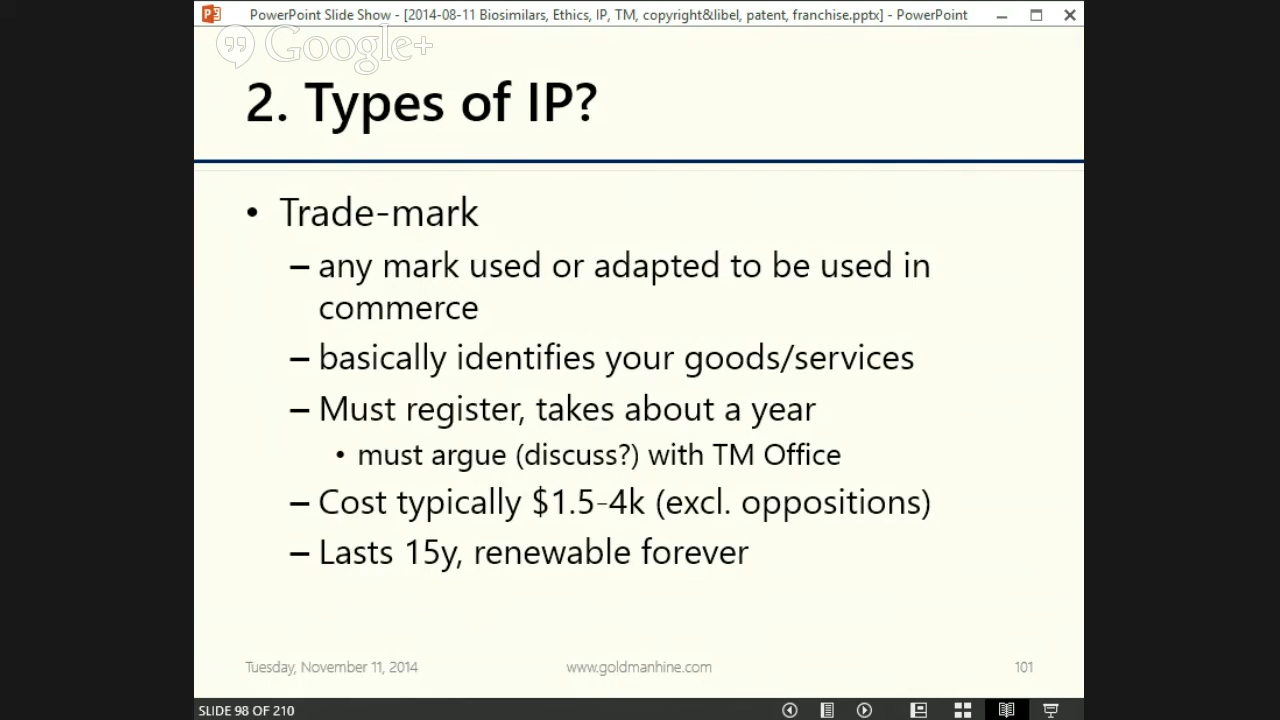 PowerPoint Slide Show - [2014-08-11 Biosimilars, Ethics, IP, TM, copyright&libel, patent, franchise.pptx] - PowerPoint
Google+
2. Types of IP?
• Trade-mark
– any mark used or adapted to be used in
commerce
– basically identifies your goods/services
– Must register, takes about a year
• must argue (discuss?) with TM Office
– Cost typically $1.5-4k (excl. oppositions)
– Lasts 15y, renewable forever
Tuesday, November 11, 2014 www.goldmanhine.com 101
SLIDE 98 OF 210